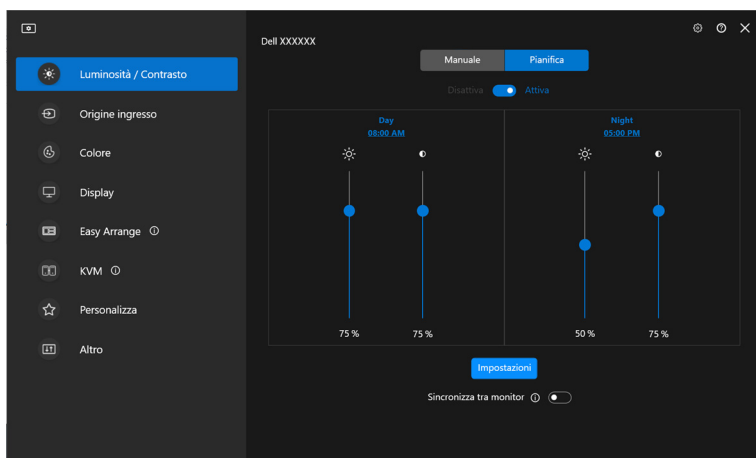 Dell XXXXXX
Manuale
Pianifica
Disattiva
Attiva
Luminosità / Contrasto
Origine ingresso
Colore
Display
Easy Arrange
KVM
Personalizza
Altro
Day
08:00 AM
75 %
75 %
Night
05:00 PM
50 %
75 %
Impostazioni
Sincronizza tra monitor